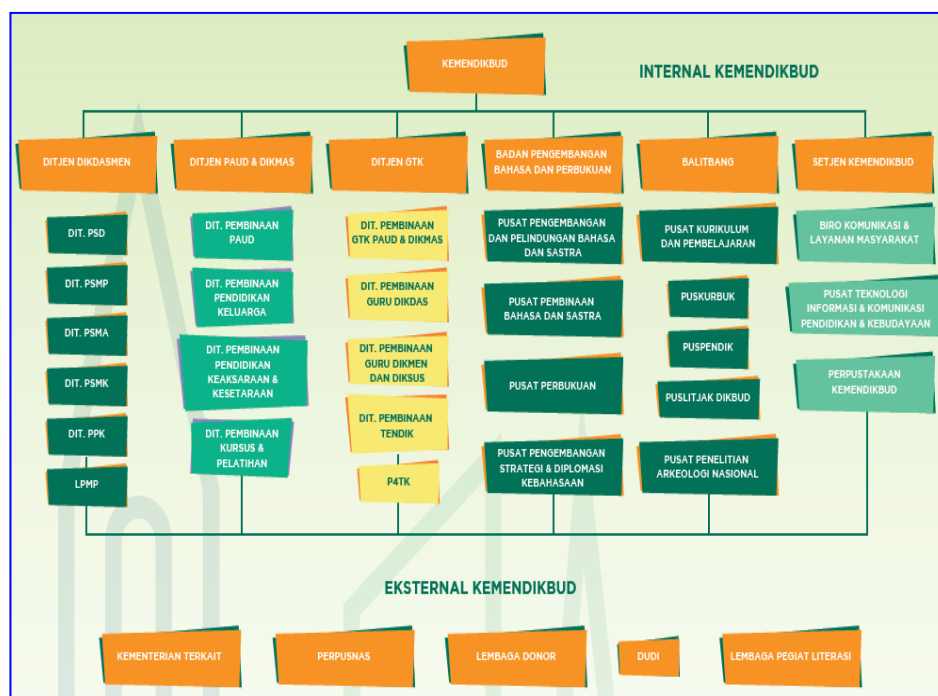 KEMENDIKBUD
INTERNAL KEMENDIKBUD
DITJEN DIKDASMEN
DITJEN PAUD & DIKMAS
DITJEN GTK
BADAN PENGEMBANGAN
BAHASA DAN PERBUKUAN
BALITBANG
SETJEN KEMENDIKBUD
DIT. PSD
DIT. PSMP
DIT. PSMA
DIT. PSMK
DIT. PPK
LPMP
DIT. PEMBINAAN
PAUD
DIT. PEMBINAAN
PENDIDIKAN
KELUARGA
DIT. PEMBINAAN
PENDIDIKAN
KEAKSARAAN &
KESETARAAN
DIT. PEMBINAAN
KURSUS &
PELATIHAN
DIT. PEMBINAAN
GTK PAUD & DIKMAS
DIT. PEMBINAAN
GURU DIKDAS
DIT. PEMBINAAN
GURU DIKMEN
DAN DIKSUS
DIT. PEMBINAAN
TENDIK
P4TK
PUSAT PENGEMBANGAN
DAN PELINDUNGAN BAHASA
DAN SASTRA
PUSAT PEMBINAAN
BAHASA DAN SASTRA
PUSAT PERBUKUAN
PUSAT PENGEMBANGAN
STRATEGI & DIPLOMASI
KEBAHASAAN
PUSAT KURIKULUM
DAN PEMBELAJARAN
PUSKURBUK
PUSPENDIK
PUSLITJAK DIKBUD
PUSAT PENELITIAN
ARKEOLOGI NASIONAL
BIRO KOMUNIKASI &
LAYANAN MASYARAKAT
PUSAT TEKNOLOGI
INFORMASI & KOMUNIKASI
PENDIDIKAN & KEBUDAYAAN
PERPUSTAKAAN
KEMENDIKBUD
EKSTERNAL KEMENDIKBUD
KEMENTERIAN TERKAIT
PERPUSNAS
LEMBAGA DONOR
DUDI
LEMBAGA PEGIAT LITERASI